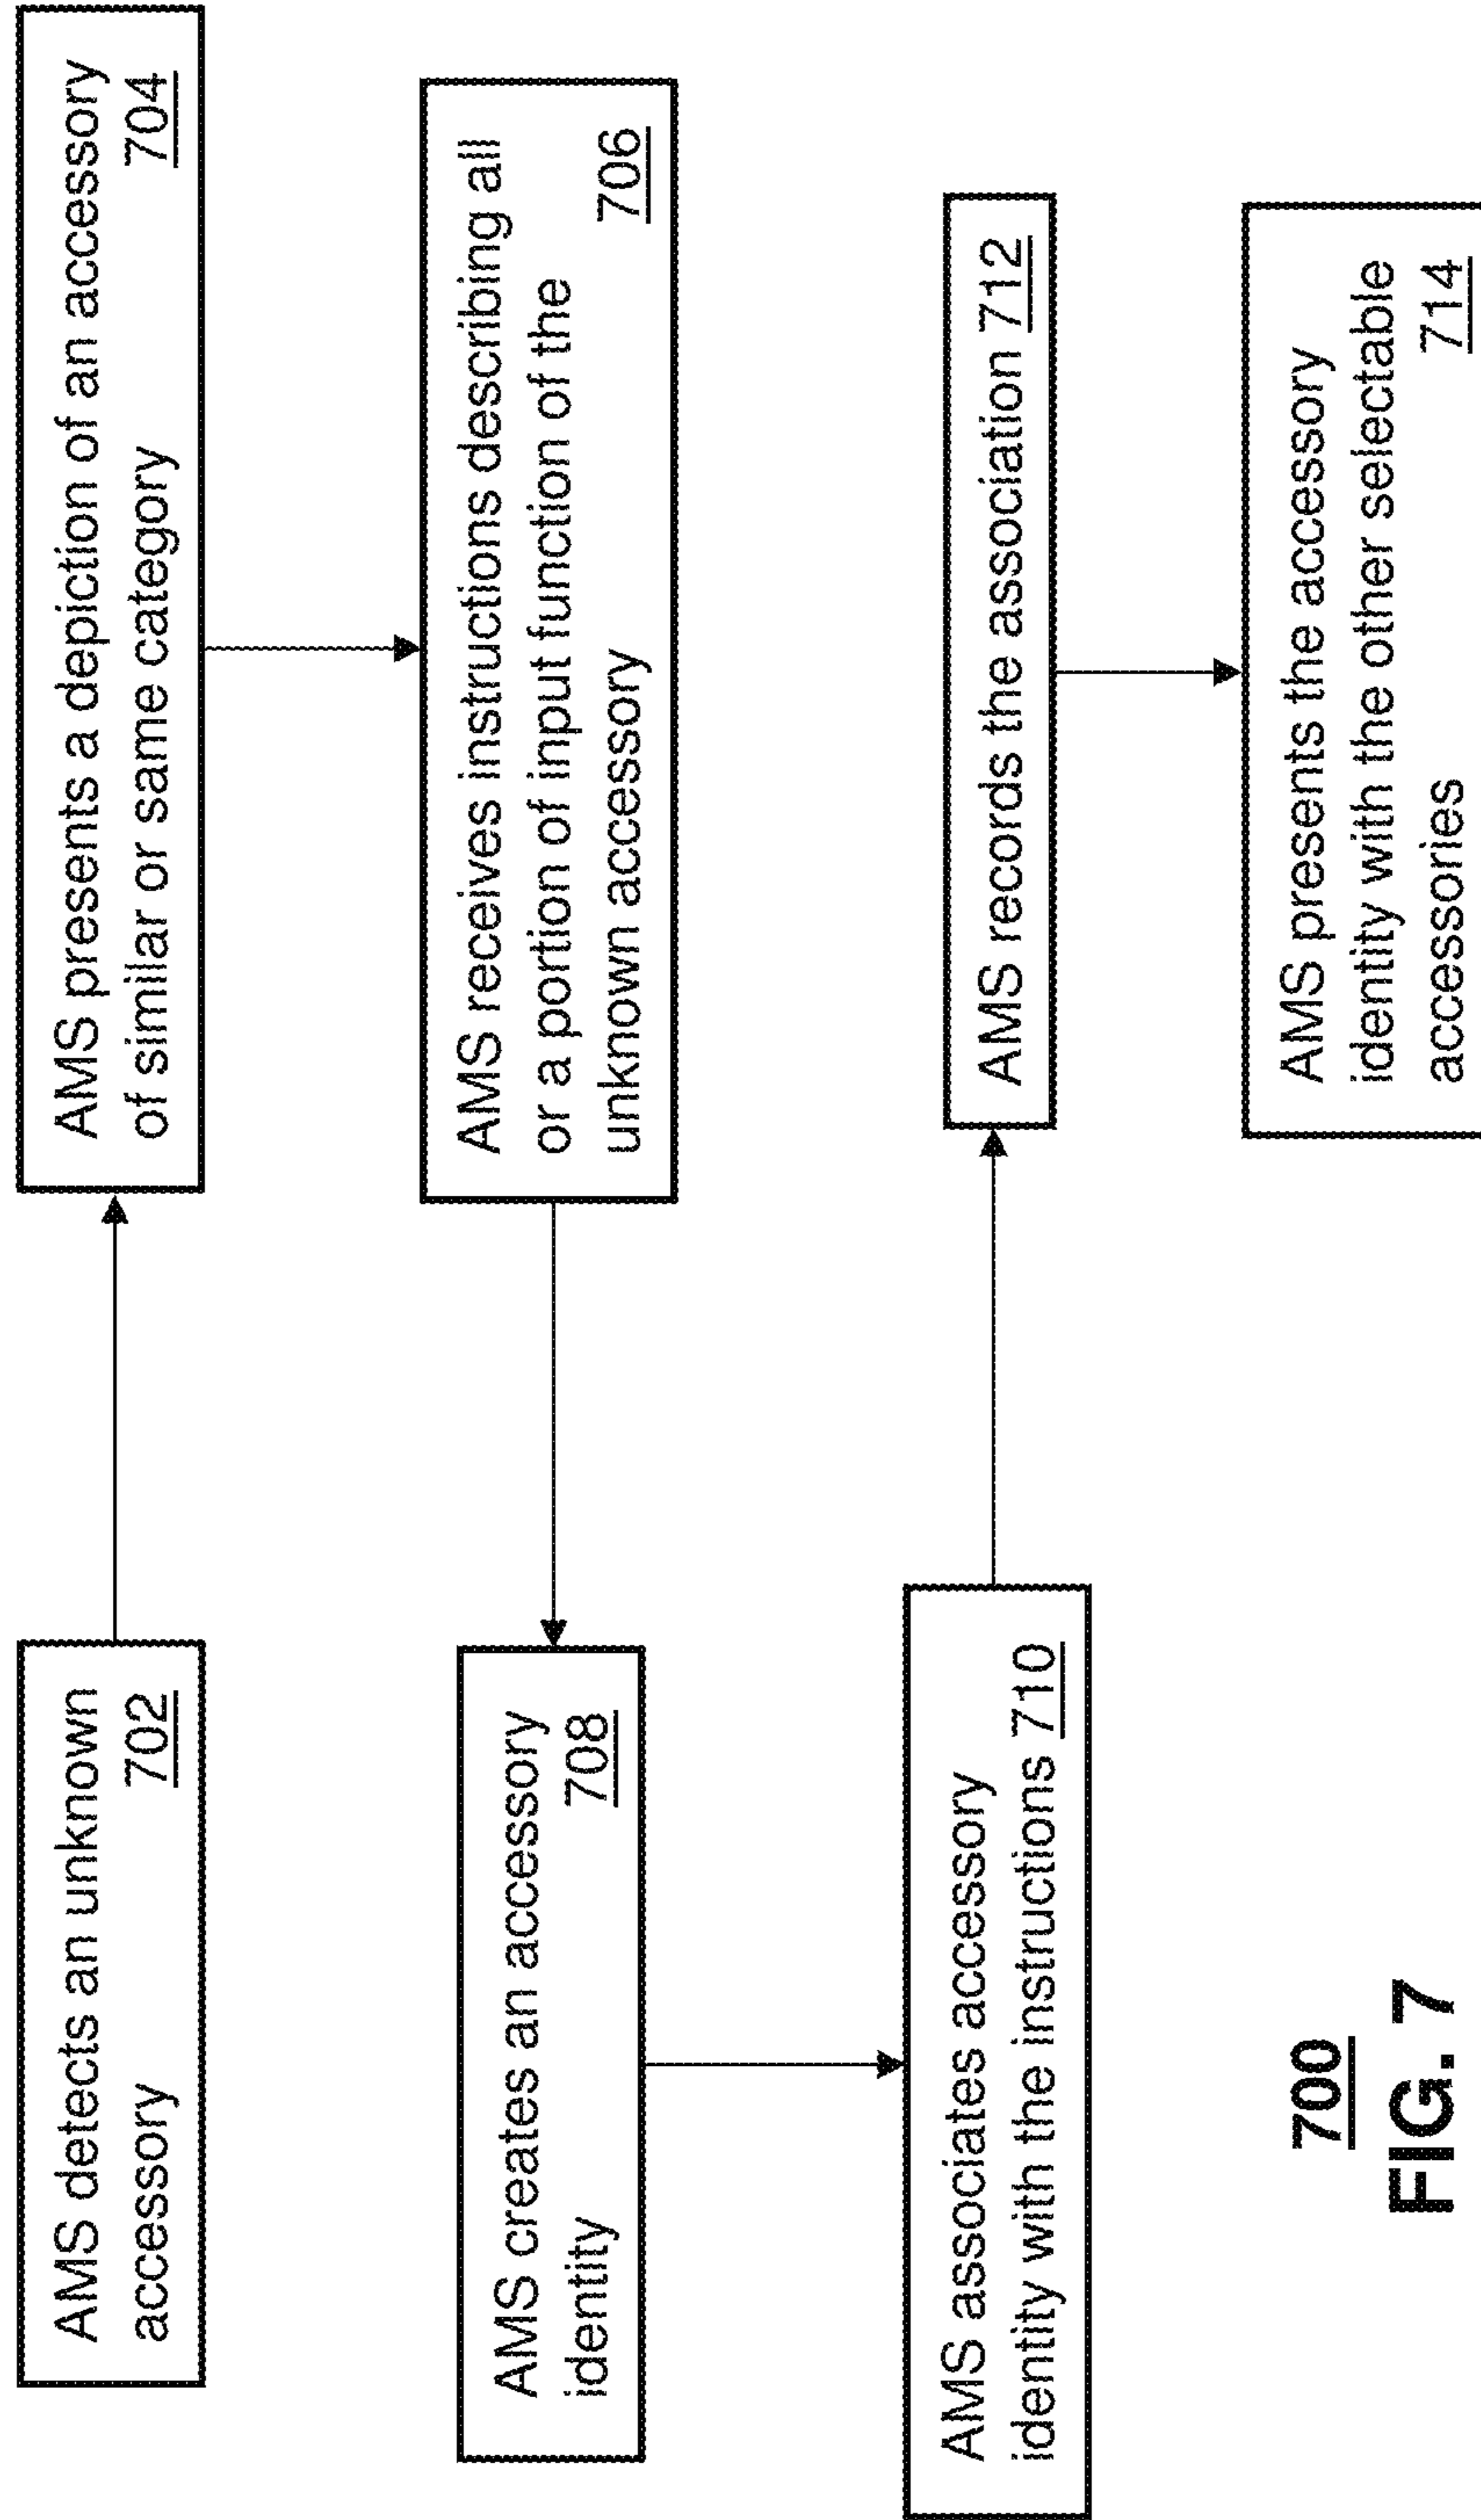 AMS detects an unknown
accessory 702
AMS presents a depiction of an accessory
of similar or same category 704
AMS receives instructions describing all
or a portion of input function of the
unknown accessory 706
AMS creates an accessory
identity 708
AMS associates accessory
identity with the instructions 710
AMS records the association 712
AMS presents the accessory
identity with the other selectable
accessories 714
700
FIG. 7